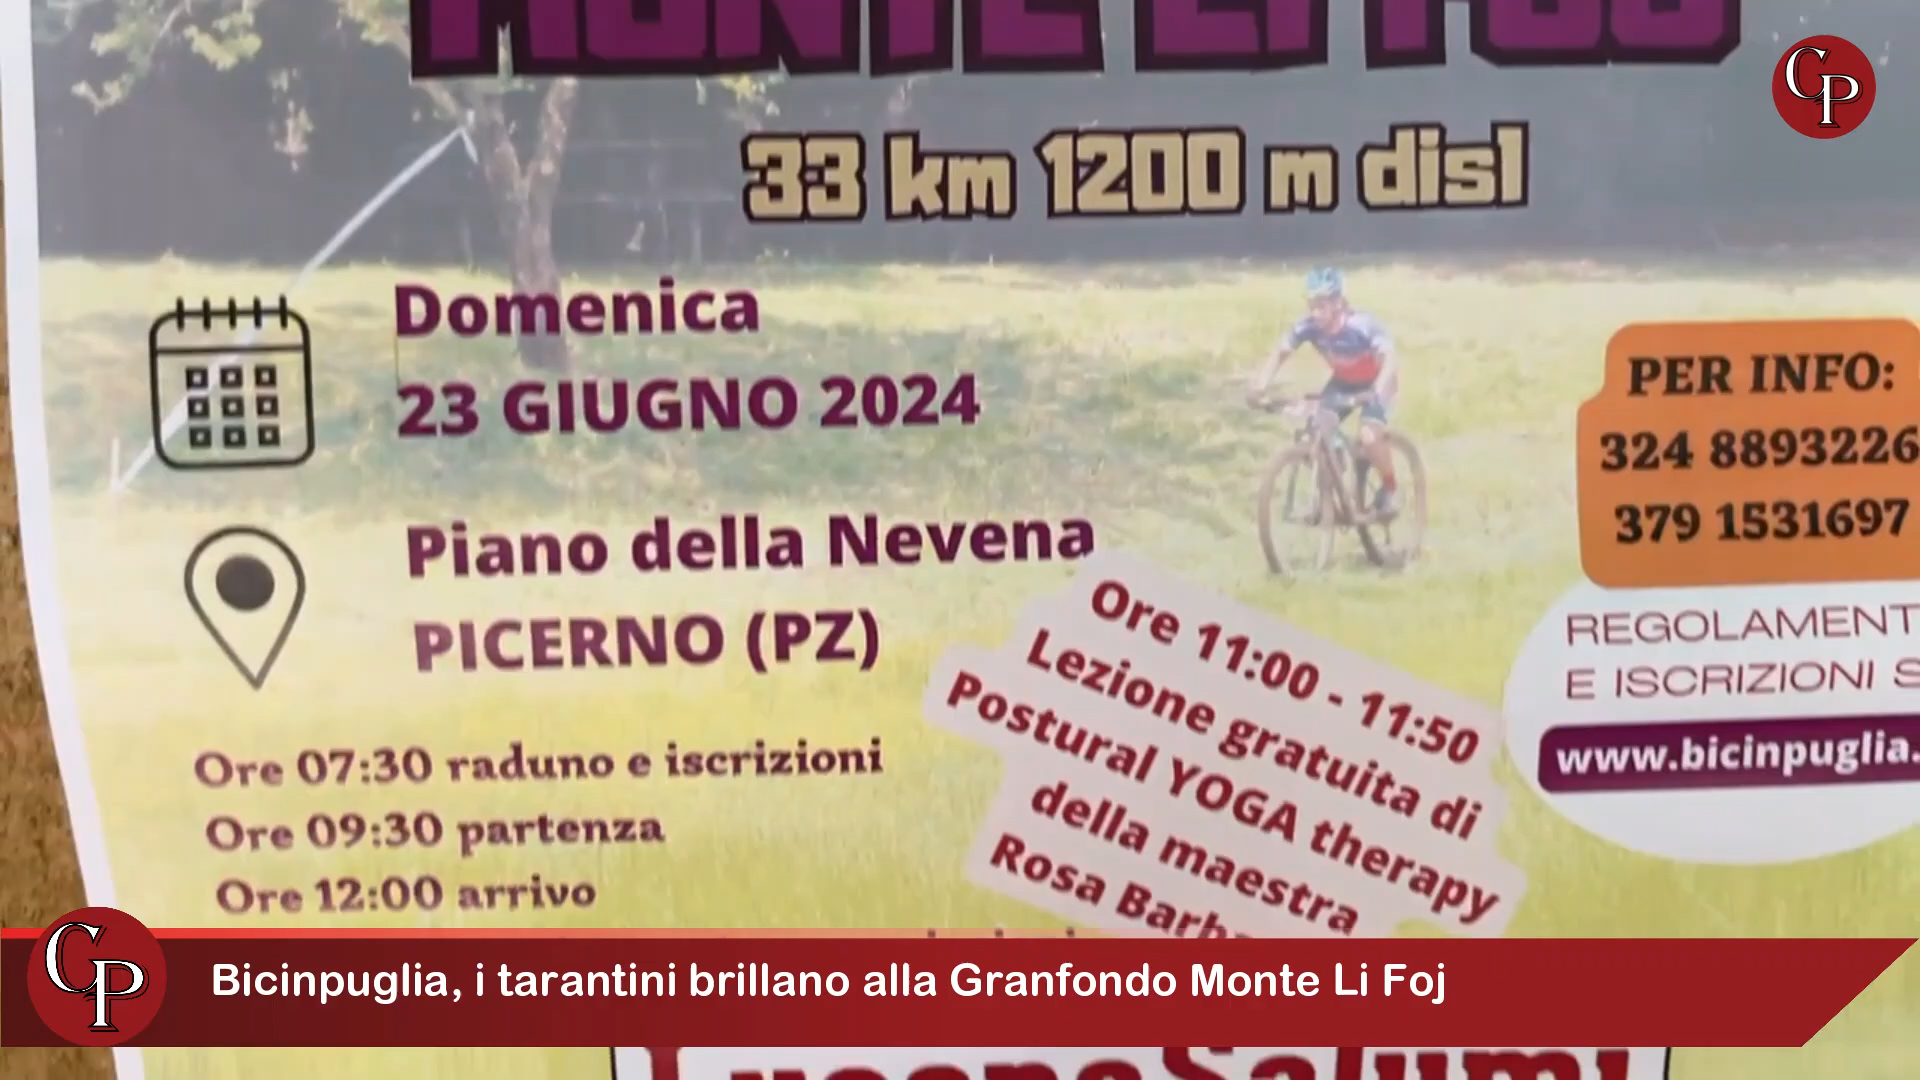 MONTE LI FOJ
CP
33 km 1200 m disl
Domenica
23 GIUGNO 2024
PER INFO:
324 8893226
379 1531697
Piano della Nevena
PICERNO (PZ)
REGOLAMENT
E ISCRIZIONI S
www.bicinpuglia.
Ore 11:00 - 11:50
Lezione gratuita di
Postural YOGA therapy
della maestra
Rosa
Ore 07:30 raduno e iscrizioni
Ore 09:30 partenza
Ore 12:00 arrivo
CP
Bicinpuglia, i tarantini brillano alla Granfondo Monte Li Foj